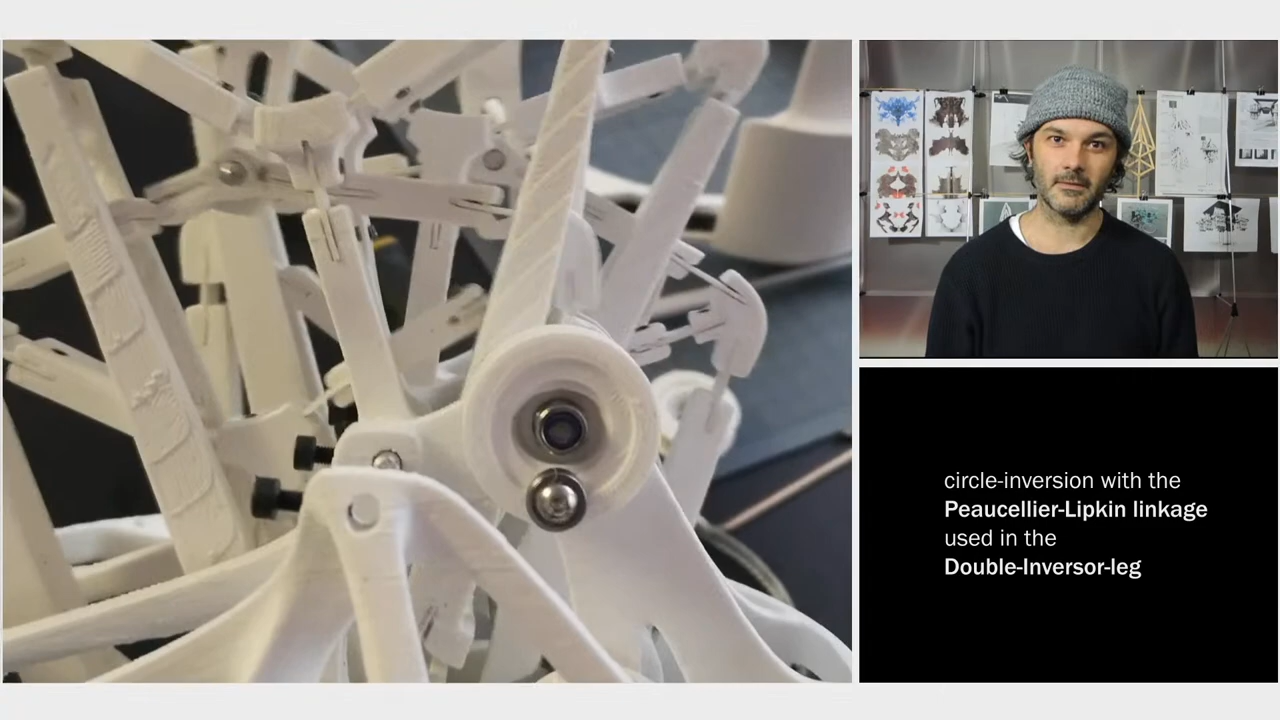 circle-inversion with the
Peaucellier-Lipkin linkage
used in the
Double-Inversor-leg